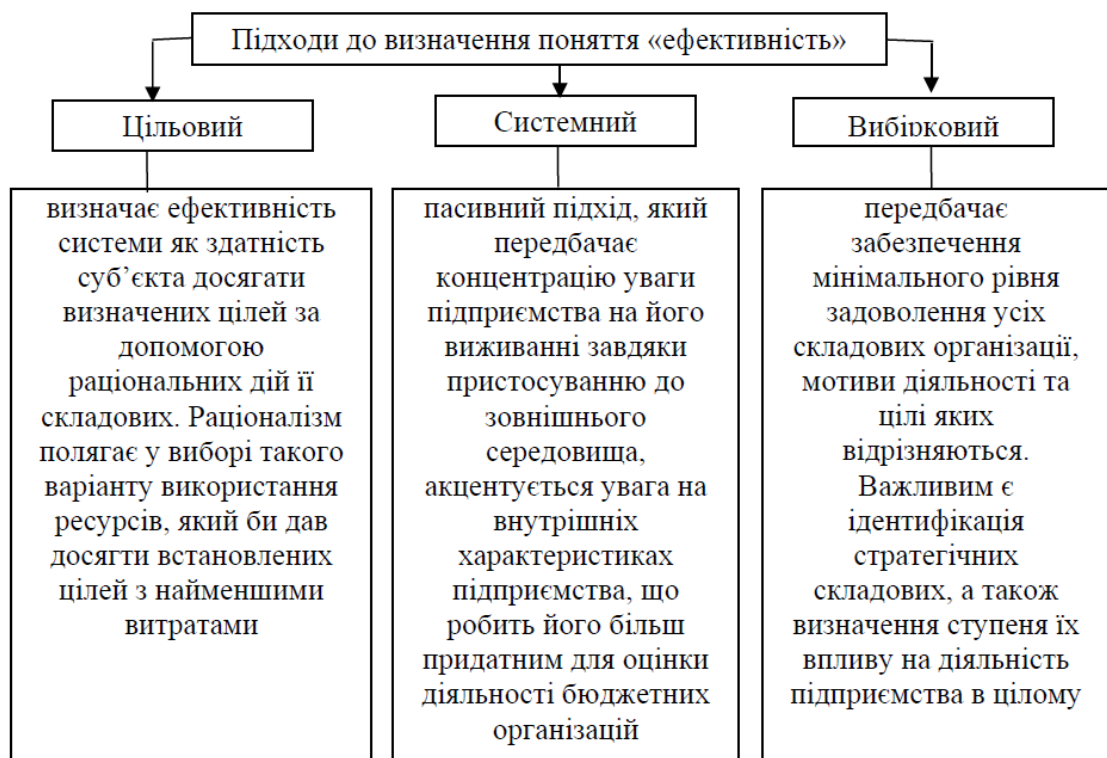 Підходи до визначення поняття «ефективність»
Цільовий
Системний
Вибірковий
визначає ефективність
системи як здатність
суб’єкта досягати
визначених цілей за
допомогою
раціональних дій її
складових. Раціоналізм
полягає у виборі такого
варіанту використання
ресурсів, який би дав
досягти встановлених
цілей з найменшими
витратами
пасивний підхід, який
передбачає
концентрацію уваги
підприємства на його
виживанні завдяки
пристосуванню до
зовнішнього
середовища,
акцентується увага на
внутрішніх
характеристиках
підприємства, що
робить його більш
придатним для оцінки
діяльності бюджетних
організацій
передбачає
забезпечення
мінімального рівня
задоволення усіх
складових організації,
мотиви діяльності та
цілі яких
відрізняються.
Важливим є
ідентифікація
стратегічних
складових, а також
визначення ступеня їх
впливу на діяльність
підприємства в цілому